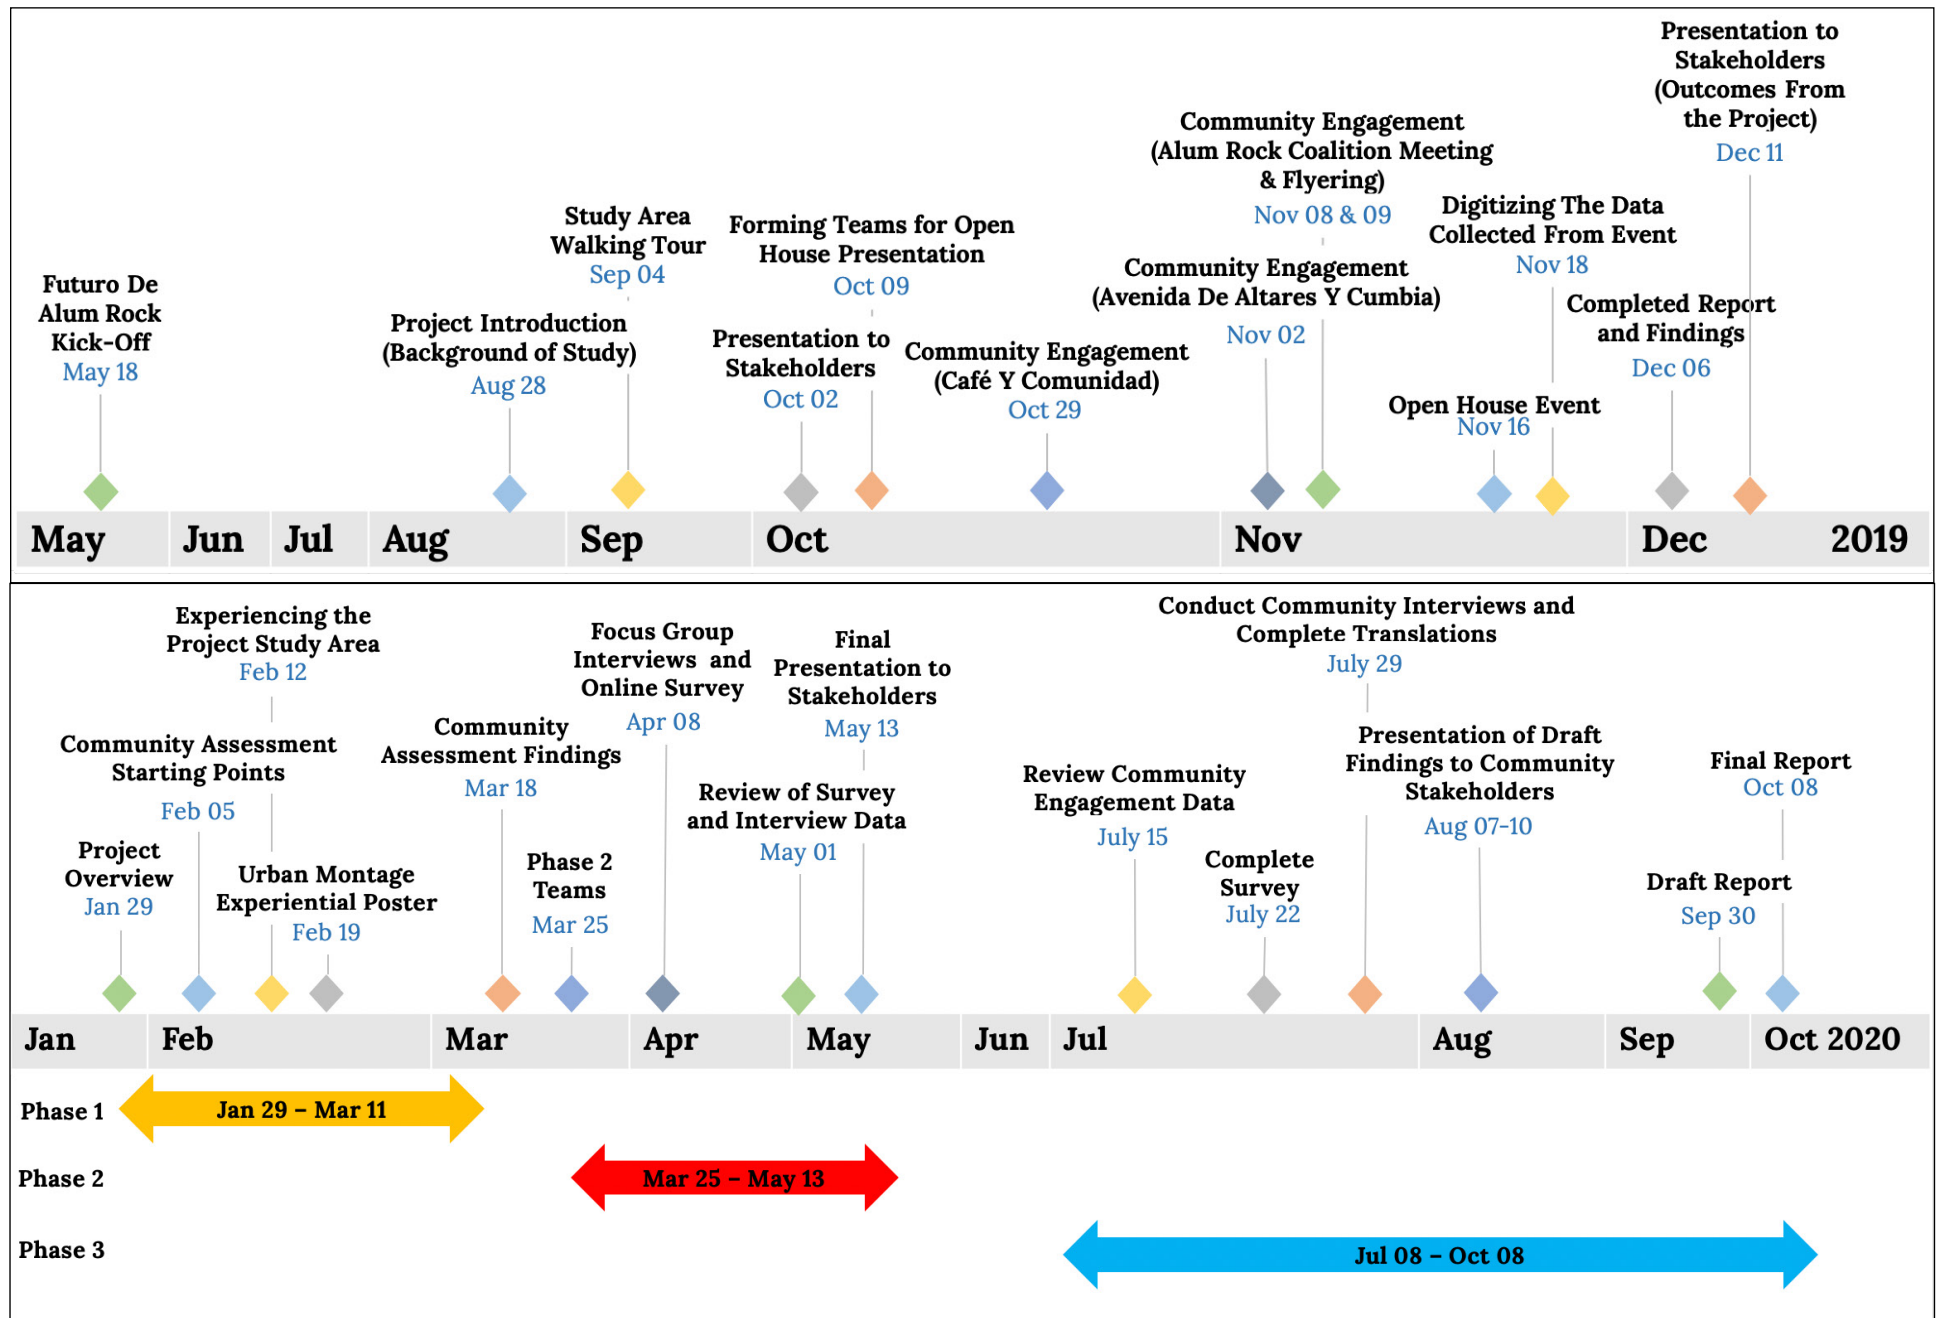 Futuro De
Alum Rock
Kick-Off
May 18
Project Introduction
(Background of Study)
Aug 28
Study Area
Walking Tour
Sep 04
Presentation to
Stakeholders
Oct 02
Forming Teams for Open
House Presentation
Oct 09
Community Engagement
(Café Y Comunidad)
Oct 29
Community Engagement
(Avenida De Altares Y Cumbia)
Nov 02
Community Engagement
(Alum Rock Coalition Meeting
& Flyering)
Nov 08 & 09
Open House Event
Nov 16
Digitizing The Data
Collected From Event
Nov 18
Completed Report
and Findings
Dec 06
Presentation to
Stakeholders
(Outcomes From
the Project)
Dec 11
May
Jun
Jul
Aug
Sep
Oct
Nov
Dec
2019
Project
Overview
Jan 29
Community Assessment
Starting Points
Feb 05
Experiencing the
Project Study Area
Feb 12
Urban Montage
Experiential Poster
Feb 19
Community
Assessment Findings
Mar 18
Phase 2
Teams
Mar 25
Focus Group
Interviews and
Online Survey
Apr 08
Review of Survey
and Interview Data
May 01
Final
Presentation to
Stakeholders
May 13
Review Community
Engagement Data
July 15
Complete
Survey
July 22
Conduct Community Interviews and
Complete Translations
July 29
Presentation of Draft
Findings to Community
Stakeholders
Aug 07-10
Draft Report
Sep 30
Final Report
Oct 08
Jan
Feb
Mar
Apr
May
Jun
Jul
Aug
Sep
Oct 2020
Phase 1
Jan 29 – Mar 11
Phase 2
Mar 25 – May 13
Phase 3
Jul 08 – Oct 08